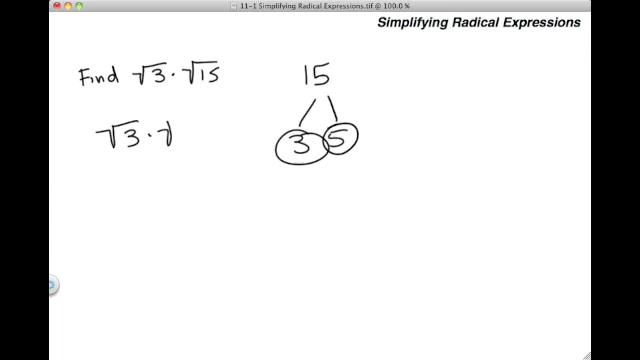 11-1 Simplifying Radical Expressions.tif @ 100.0 %
Simplifying Radical Expressions
Find √3 · √15
15
3 5
√3 · √